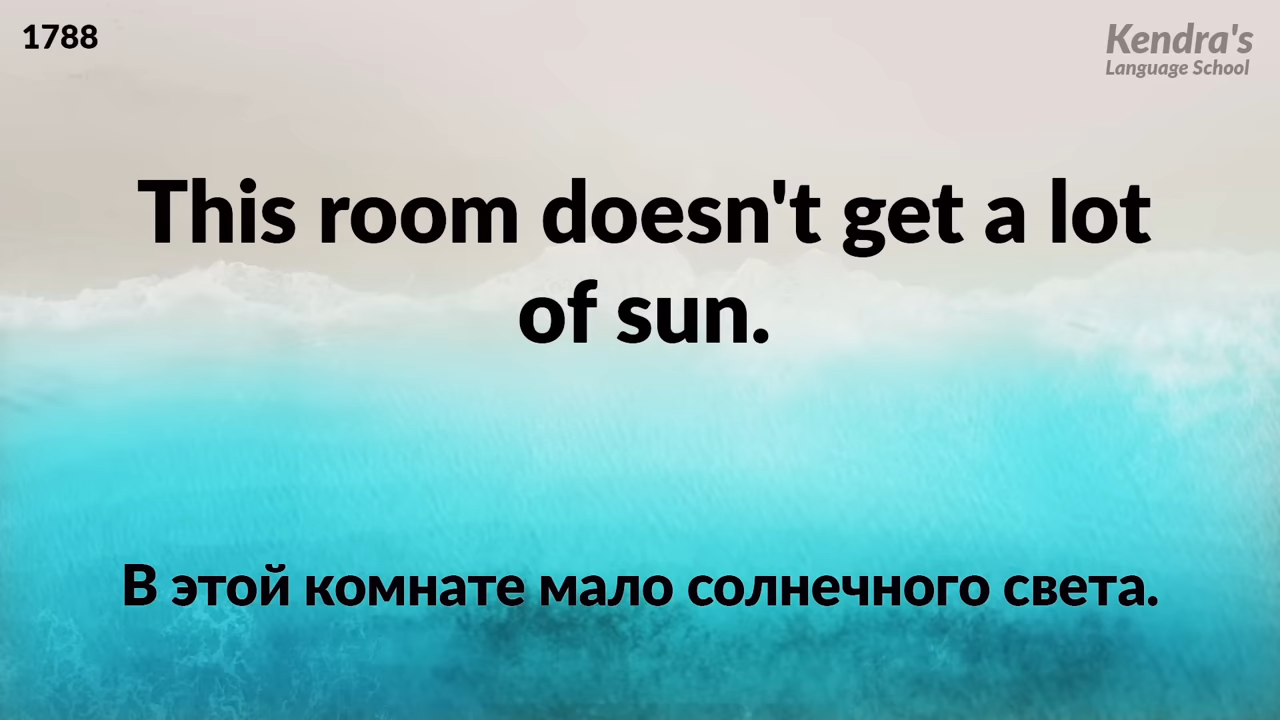 1788
Kendra's
Language School
This room doesn't get a lot
of sun.
В этой комнате мало солнечного света.